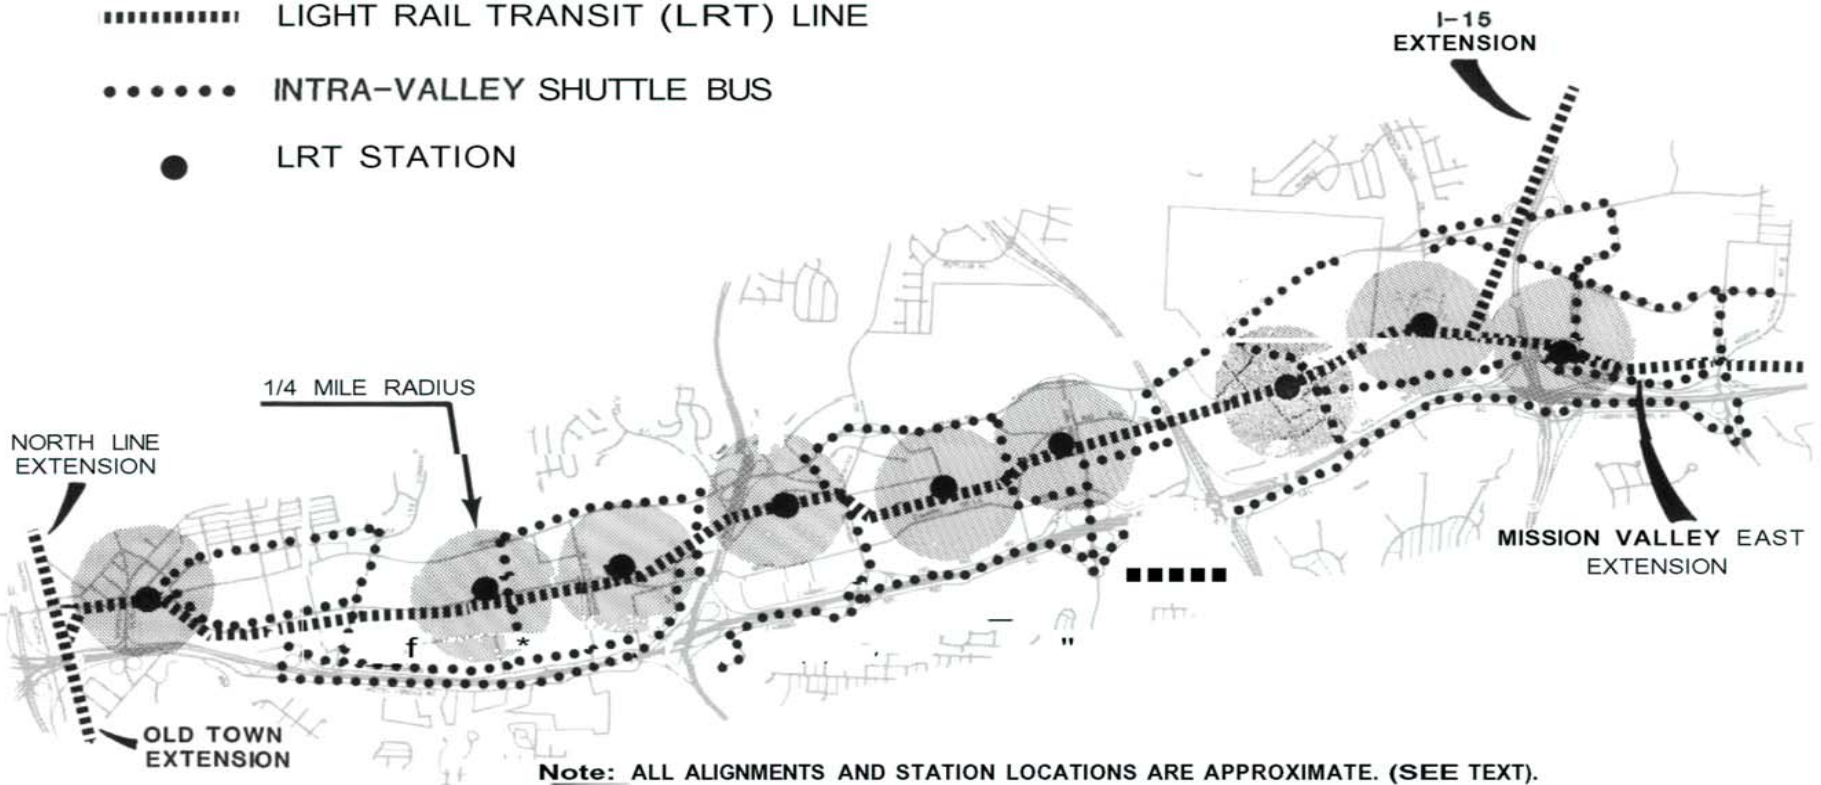 LIGHT RAIL TRANSIT (LRT) LINE
INTRA-VALLEY SHUTTLE BUS
LRT STATION
I-15
EXTENSION
1/4 MILE RADIUS
NORTH LINE
EXTENSION
MISSION VALLEY EAST
EXTENSION
f
*
"
OLD TOWN
EXTENSION
Note: ALL ALIGNMENTS AND STATION LOCATIONS ARE APPROXIMATE. (SEE TEXT).